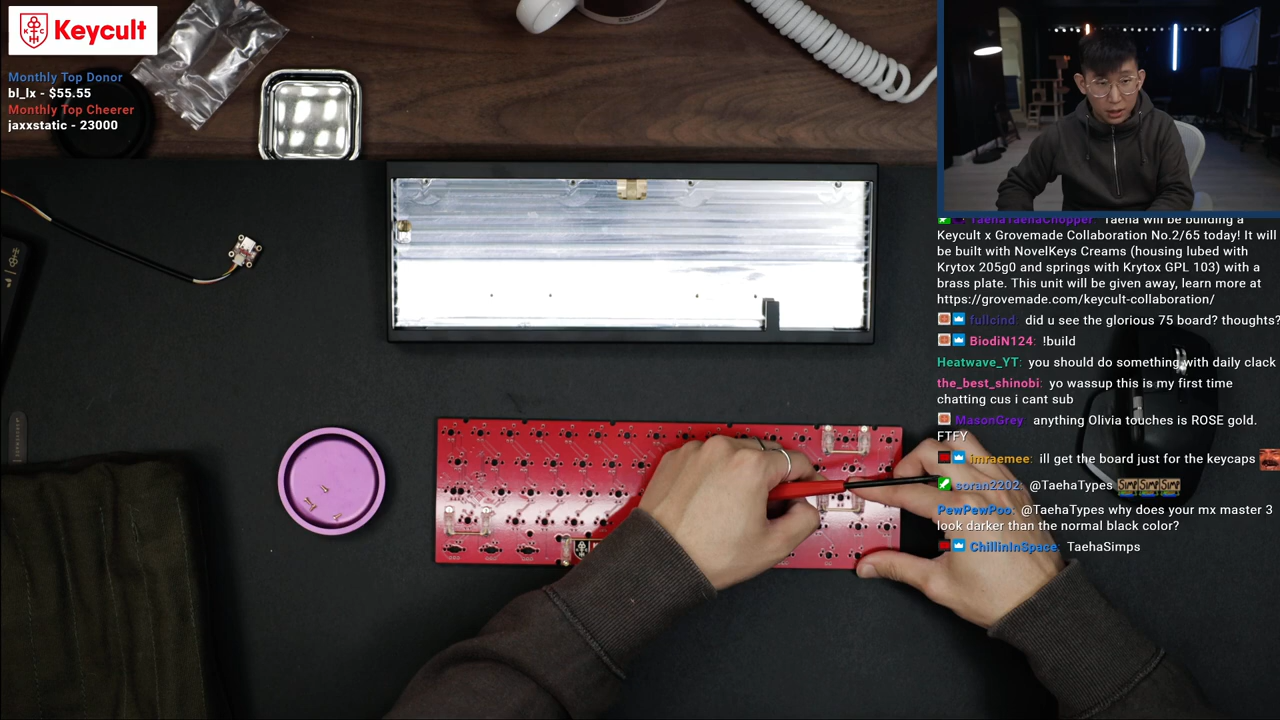 Keycult
Monthly Top Donor
bl_lx - $55.55
Monthly Top Cheerer
jaxxstatic - 23000
TaehaTaehaChopper: Taeha will be building a
Keycult x Grovemade Collaboration No.2/65 today! It will
be built with NovelKeys Creams (housing lubed with
Krytox 205g0 and springs with Krytox GPL 103) with a
brass plate. This unit will be given away, learn more at
https://grovemade.com/keycult-collaboration/
fullcind: did u see the glorious 75 board? thoughts?
BiodiN124: !build
Heatwave_YT: you should do something with daily clack
the_best_shinobi: yo wassup this is my first time
chatting cus i cant sub
MasonGrey: anything Olivia touches is ROSE gold.
FTFY
imraemee: ill get the board just for the keycaps
soran2202: @TaehaTypes SIMP SIMP SIMP
PewPewPoo: @TaehaTypes why does your mx master 3
look darker than the normal black color?
ChillinInSpace: TaehaSimps